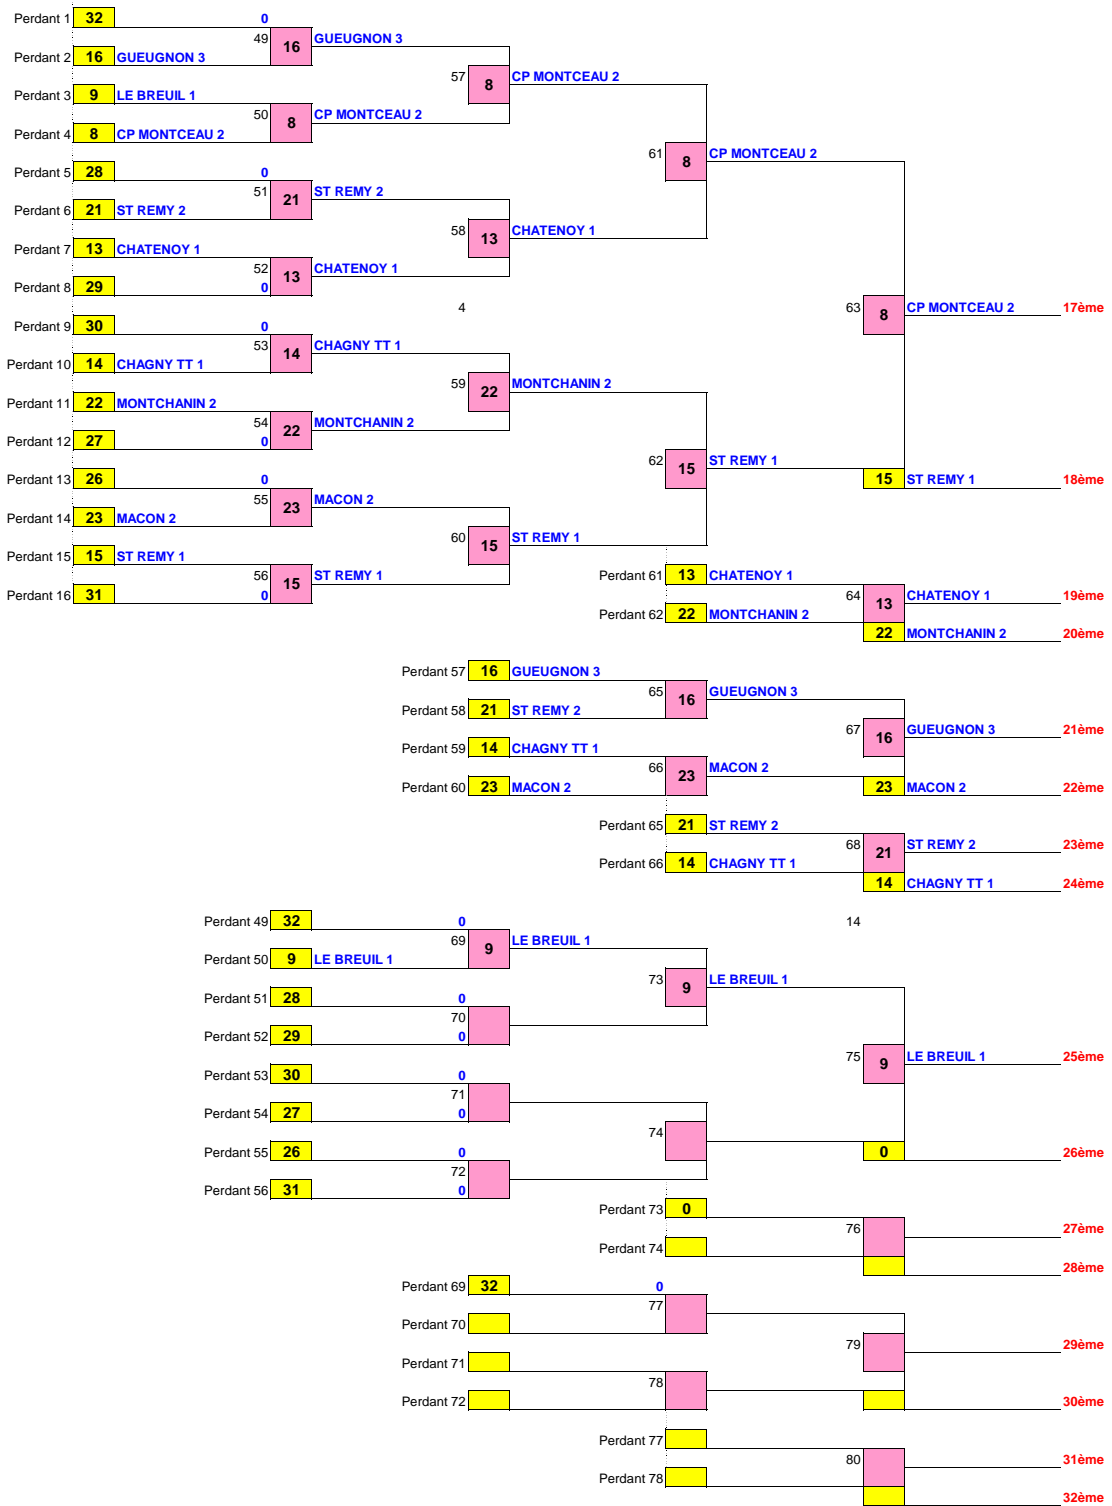 Perdant 1 32 0
49 16 GUEUGNON 3
Perdant 2 16 GUEUGNON 3
57 8 CP MONTCEAU 2
Perdant 3 9 LE BREUIL 1
50 8 CP MONTCEAU 2
Perdant 4 8 CP MONTCEAU 2
61 8 CP MONTCEAU 2
Perdant 5 28 0
51 21 ST REMY 2
Perdant 6 21 ST REMY 2
58 13 CHATENOY 1
Perdant 7 13 CHATENOY 1
52 13 CHATENOY 1
Perdant 8 29 0
4
63 8 CP MONTCEAU 2 17ème
Perdant 9 30 0
53 14 CHAGNY TT 1
Perdant 10 14 CHAGNY TT 1
59 22 MONTCHANIN 2
Perdant 11 22 MONTCHANIN 2
54 22 MONTCHANIN 2
Perdant 12 27 0
62 15 ST REMY 1
Perdant 13 26 0
15 ST REMY 1 18ème
55 23 MACON 2
Perdant 14 23 MACON 2
60 15 ST REMY 1
Perdant 15 15 ST REMY 1
56 15 ST REMY 1
Perdant 16 31 0
Perdant 61 13 CHATENOY 1
64 13 CHATENOY 1 19ème
Perdant 62 22 MONTCHANIN 2
22 MONTCHANIN 2 20ème
Perdant 57 16 GUEUGNON 3
65 16 GUEUGNON 3
Perdant 58 21 ST REMY 2
67 16 GUEUGNON 3 21ème
Perdant 59 14 CHAGNY TT 1
66 23 MACON 2
Perdant 60 23 MACON 2
23 MACON 2 22ème
Perdant 65 21 ST REMY 2
68 21 ST REMY 2 23ème
Perdant 66 14 CHAGNY TT 1
14 CHAGNY TT 1 24ème
Perdant 49 32 0
14
69 9 LE BREUIL 1
Perdant 50 9 LE BREUIL 1
73 9 LE BREUIL 1
Perdant 51 28 0
70
Perdant 52 29 0
75 9 LE BREUIL 1 25ème
Perdant 53 30 0
71
Perdant 54 27 0
74
Perdant 55 26 0
0 26ème
72
Perdant 56 31 0
Perdant 73 0
76 27ème
Perdant 74
28ème
Perdant 69 32 0
77
Perdant 70
79 29ème
Perdant 71
78
Perdant 72
30ème
Perdant 77
80 31ème
Perdant 78
32ème